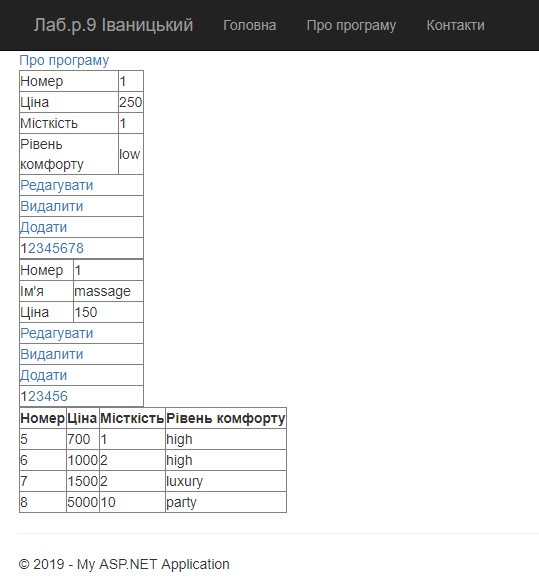 Лаб.р.9 Іваницький Головна Про програму Контакти
Про програму
Номер 1
Ціна 250
Місткість 1
Рівень комфорту low
Редагувати
Видалити
Додати
12345678
Номер 1
Ім'я massage
Ціна 150
Редагувати
Видалити
Додати
123456
Номер Ціна Місткість Рівень комфорту
5 700 1 high
6 1000 2 high
7 1500 2 luxury
8 5000 10 party
© 2019 - My ASP.NET Application